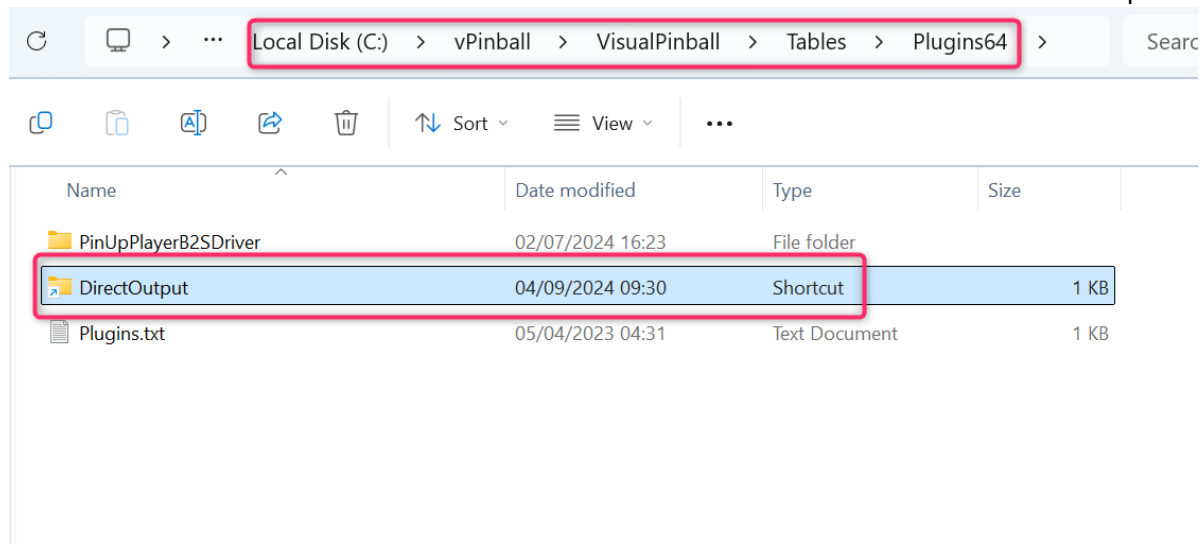 … Local Disk (C:) > vPinball > VisualPinball > Tables > Plugins64 >
Sort View •••
Name Date modified Type Size
PinUpPlayerB2SDriver 02/07/2024 16:23 File folder
DirectOutput 04/09/2024 09:30 Shortcut 1 KB
Plugins.txt 05/04/2023 04:31 Text Document 1 KB